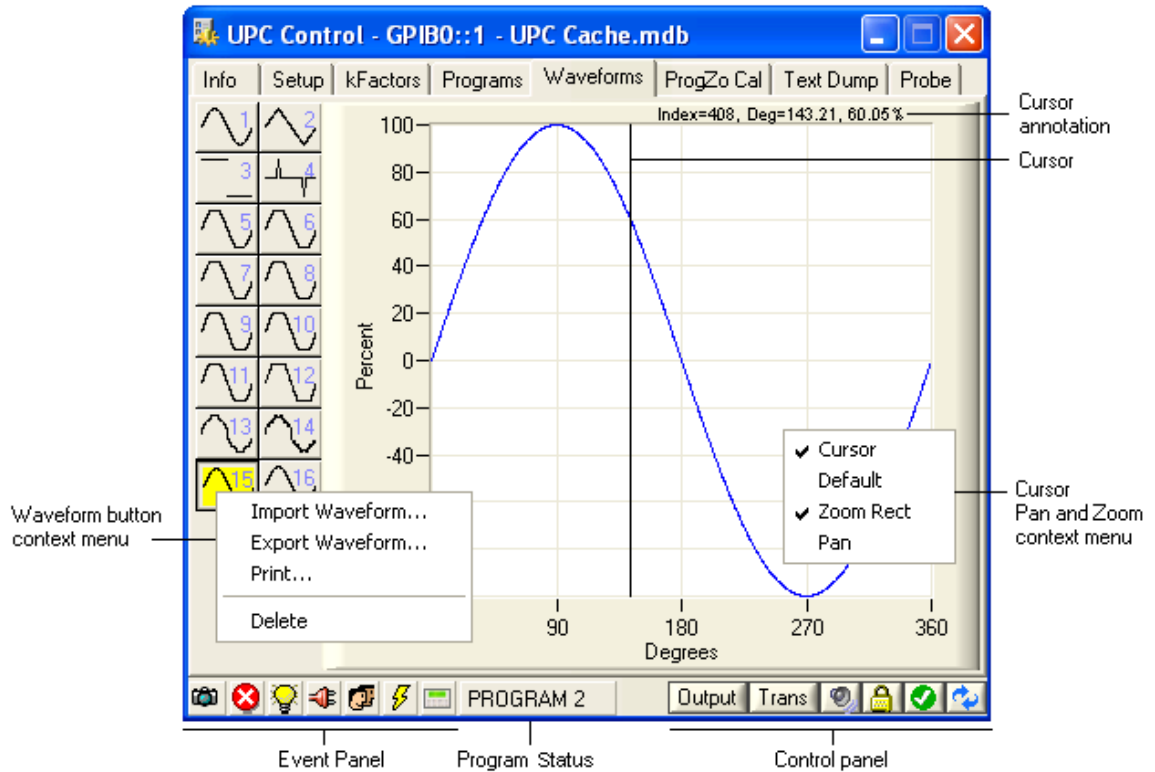 UPC Control - GPIB0::1 - UPC Cache.mdb
Info Setup kFactors Programs Waveforms ProgZo Cal Text Dump Probe
Index=408, Deg=143.21, 60.05%
Cursor
annotation
Cursor
1 2
3 4
5 6
7 8
9 10
11 12
13 14
15 16
100
80
60
40
20
0
-20
-40
Percent
Cursor
Default
Zoom Rect
Pan
Cursor
Pan and Zoom
context menu
Waveform button
context menu
Import Waveform...
Export Waveform...
Print...
Delete
90 180 270 360
Degrees
PROGRAM 2 Output Trans
Event Panel Program Status Control panel